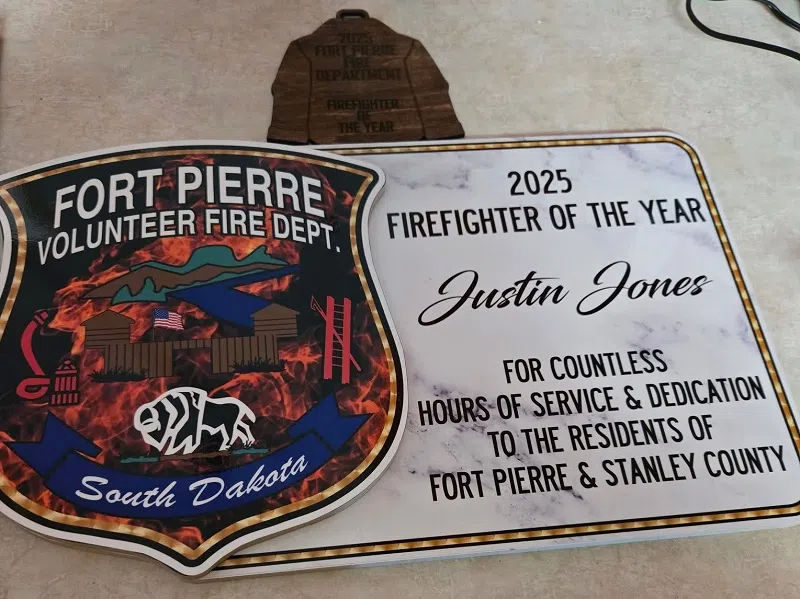 2025
FORT PIERRE
FIRE
DEPARTMENT
FIREFIGHTER
OF
THE YEAR
FORT PIERRE
VOLUNTEER FIRE DEPT.
South Dakota
2025
FIREFIGHTER OF THE YEAR
Justin Jones
FOR COUNTLESS
HOURS OF SERVICE & DEDICATION
TO THE RESIDENTS OF
FORT PIERRE & STANLEY COUNTY